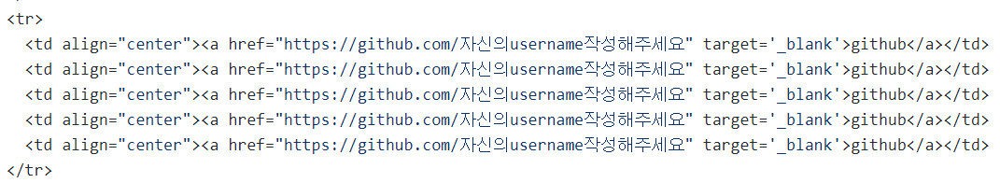 <tr>
  <td align="center"><a href="https://github.com/자신의username작성해주세요" target='_blank'>github</a></td>
  <td align="center"><a href="https://github.com/자신의username작성해주세요" target='_blank'>github</a></td>
  <td align="center"><a href="https://github.com/자신의username작성해주세요" target='_blank'>github</a></td>
  <td align="center"><a href="https://github.com/자신의username작성해주세요" target='_blank'>github</a></td>
  <td align="center"><a href="https://github.com/자신의username작성해주세요" target='_blank'>github</a></td>
</tr>